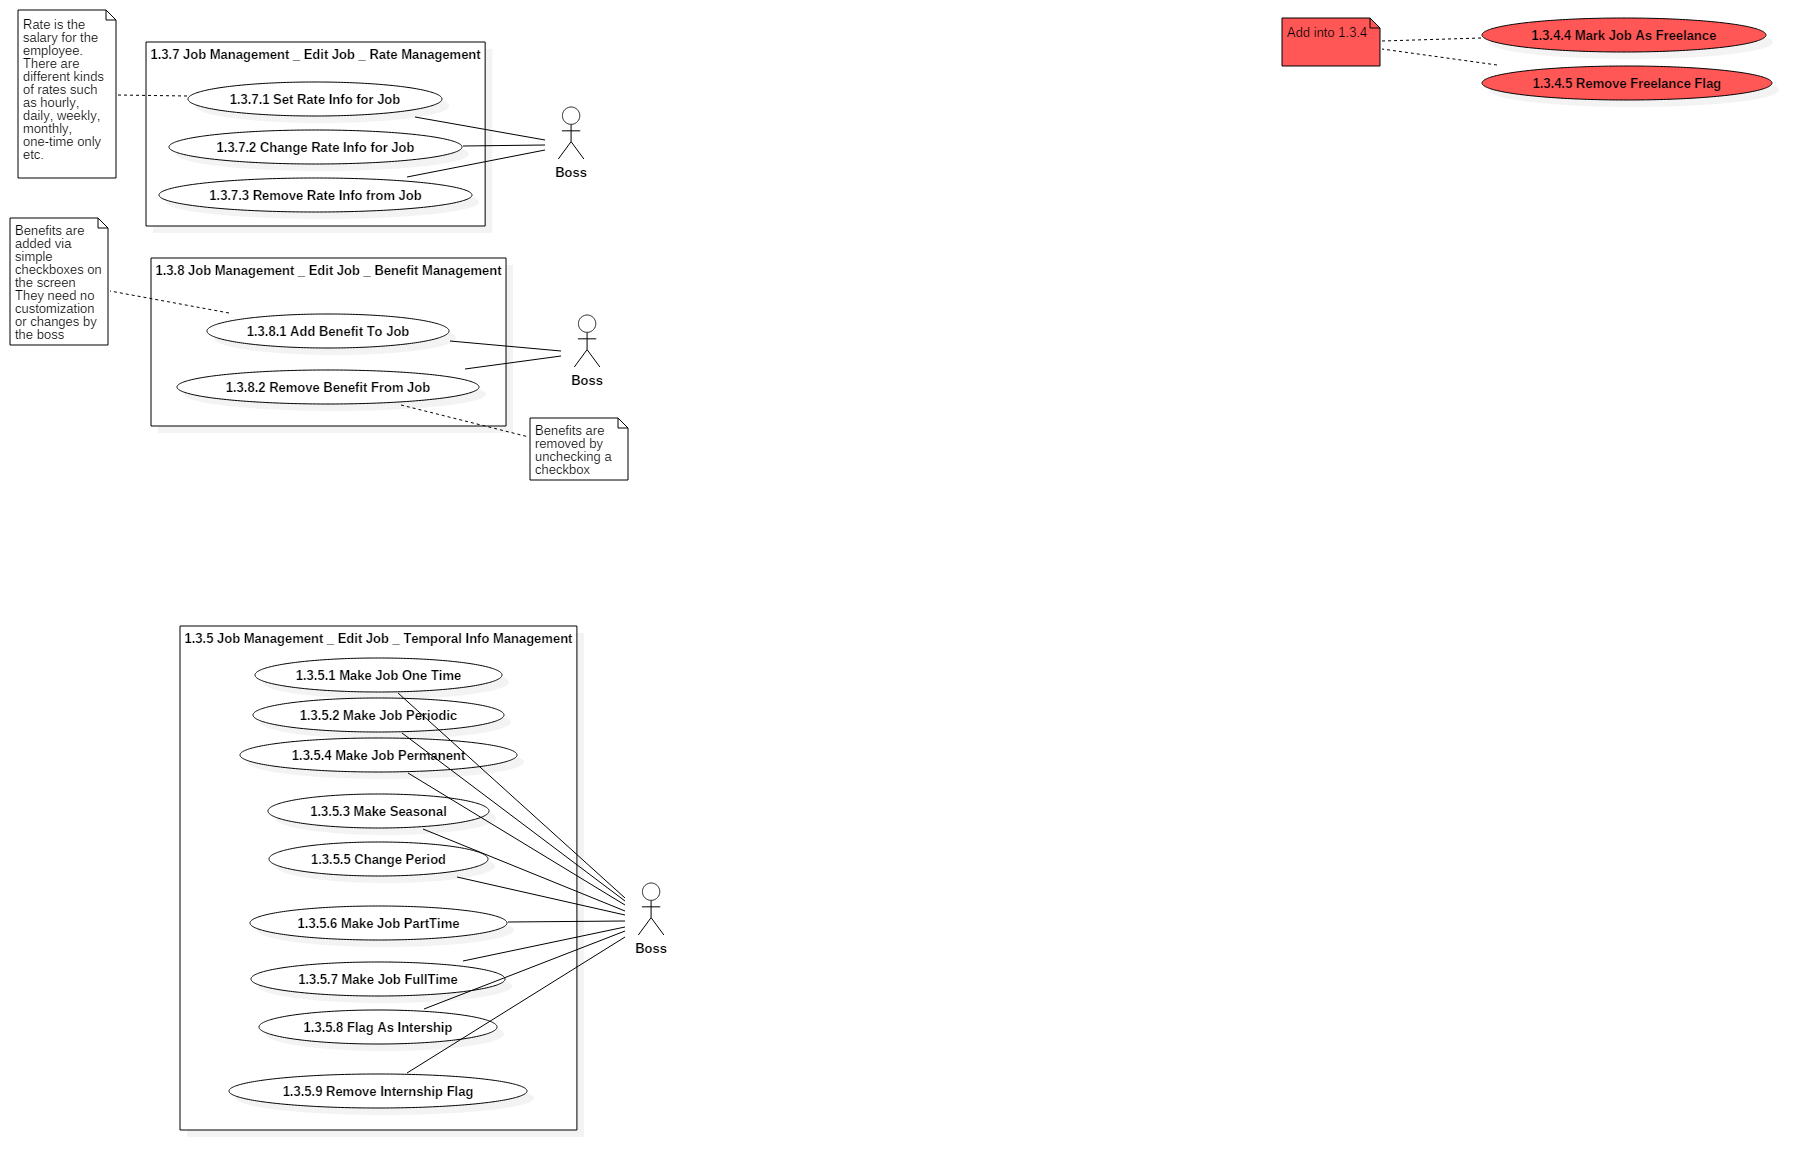 Rate is the
salary for the
employee.
There are
different kinds
of rates such
as hourly,
daily, weekly,
monthly,
one-time only
etc.
1.3.7 Job Management _ Edit Job _ Rate Management
1.3.7.1 Set Rate Info for Job
1.3.7.2 Change Rate Info for Job
1.3.7.3 Remove Rate Info from Job
Boss
Add into 1.3.4
1.3.4.4 Mark Job As Freelance
1.3.4.5 Remove Freelance Flag
Benefits are
added via
simple
checkboxes on
the screen
They need no
customization
or changes by
the boss
1.3.8 Job Management _ Edit Job _ Benefit Management
1.3.8.1 Add Benefit To Job
1.3.8.2 Remove Benefit From Job
Boss
Benefits are
removed by
unchecking a
checkbox
1.3.5 Job Management _ Edit Job _ Temporal Info Management
1.3.5.1 Make Job One Time
1.3.5.2 Make Job Periodic
1.3.5.4 Make Job Permanent
1.3.5.3 Make Seasonal
1.3.5.5 Change Period
1.3.5.6 Make Job PartTime
1.3.5.7 Make Job FullTime
1.3.5.8 Flag As Intership
1.3.5.9 Remove Internship Flag
Boss